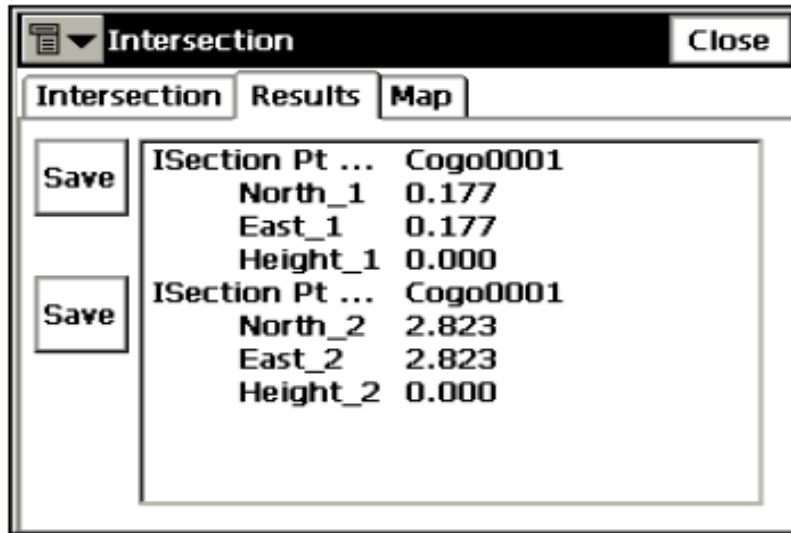 Intersection Close
Intersection Results Map
Save
ISection Pt ... Cogo0001
North_1 0.177
East_1 0.177
Height_1 0.000
Save
ISection Pt ... Cogo0001
North_2 2.823
East_2 2.823
Height_2 0.000